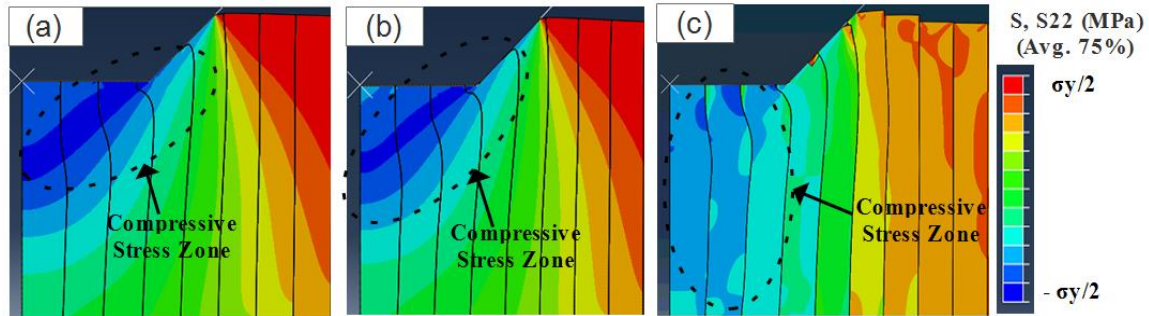 (a)
(b)
(c)
S, S22 (MPa)
(Avg. 75%)
σy/2
- σy/2
Compressive
Stress Zone
Compressive
Stress Zone
Compressive
Stress Zone